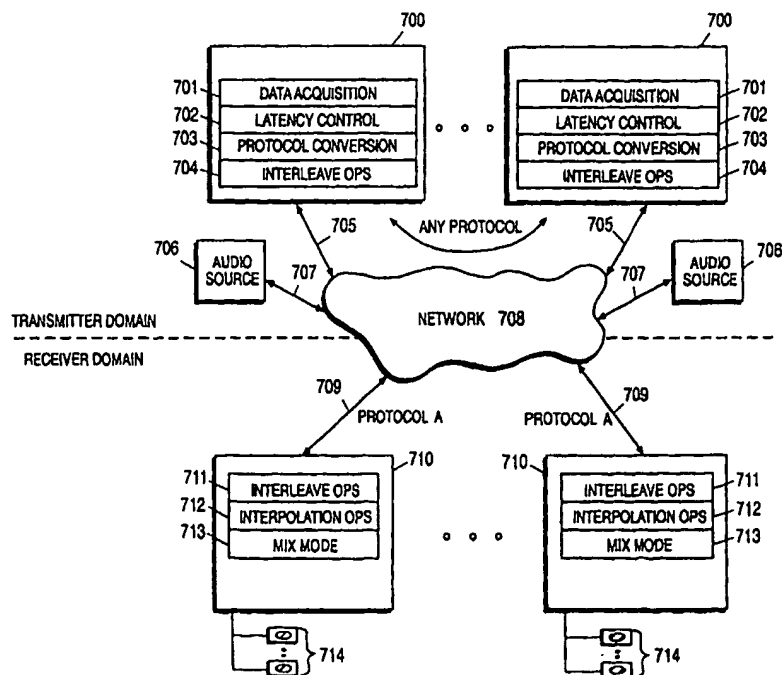 700 700
701 DATA ACQUISITION DATA ACQUISITION 701
702 LATENCY CONTROL LATENCY CONTROL 702
703 PROTOCOL CONVERSION PROTOCOL CONVERSION 703
704 INTERLEAVE OPS INTERLEAVE OPS 704
705 ANY PROTOCOL 705
706 AUDIO SOURCE 707 707 AUDIO SOURCE 706
NETWORK 708
TRANSMITTER DOMAIN
RECEIVER DOMAIN
709 PROTOCOL A PROTOCOL A 709
710 710
711 INTERLEAVE OPS INTERLEAVE OPS 711
712 INTERPOLATION OPS INTERPOLATION OPS 712
713 MIX MODE MIX MODE 713
714 714